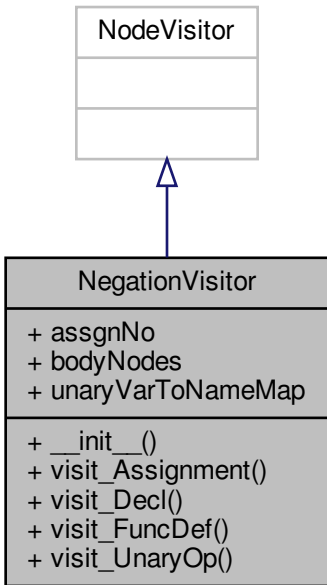 NodeVisitor
NegationVisitor
+ assgnNo
+ bodyNodes
+ unaryVarToNameMap
+ __init__()
+ visit_Assignment()
+ visit_Decl()
+ visit_FuncDef()
+ visit_UnaryOp()